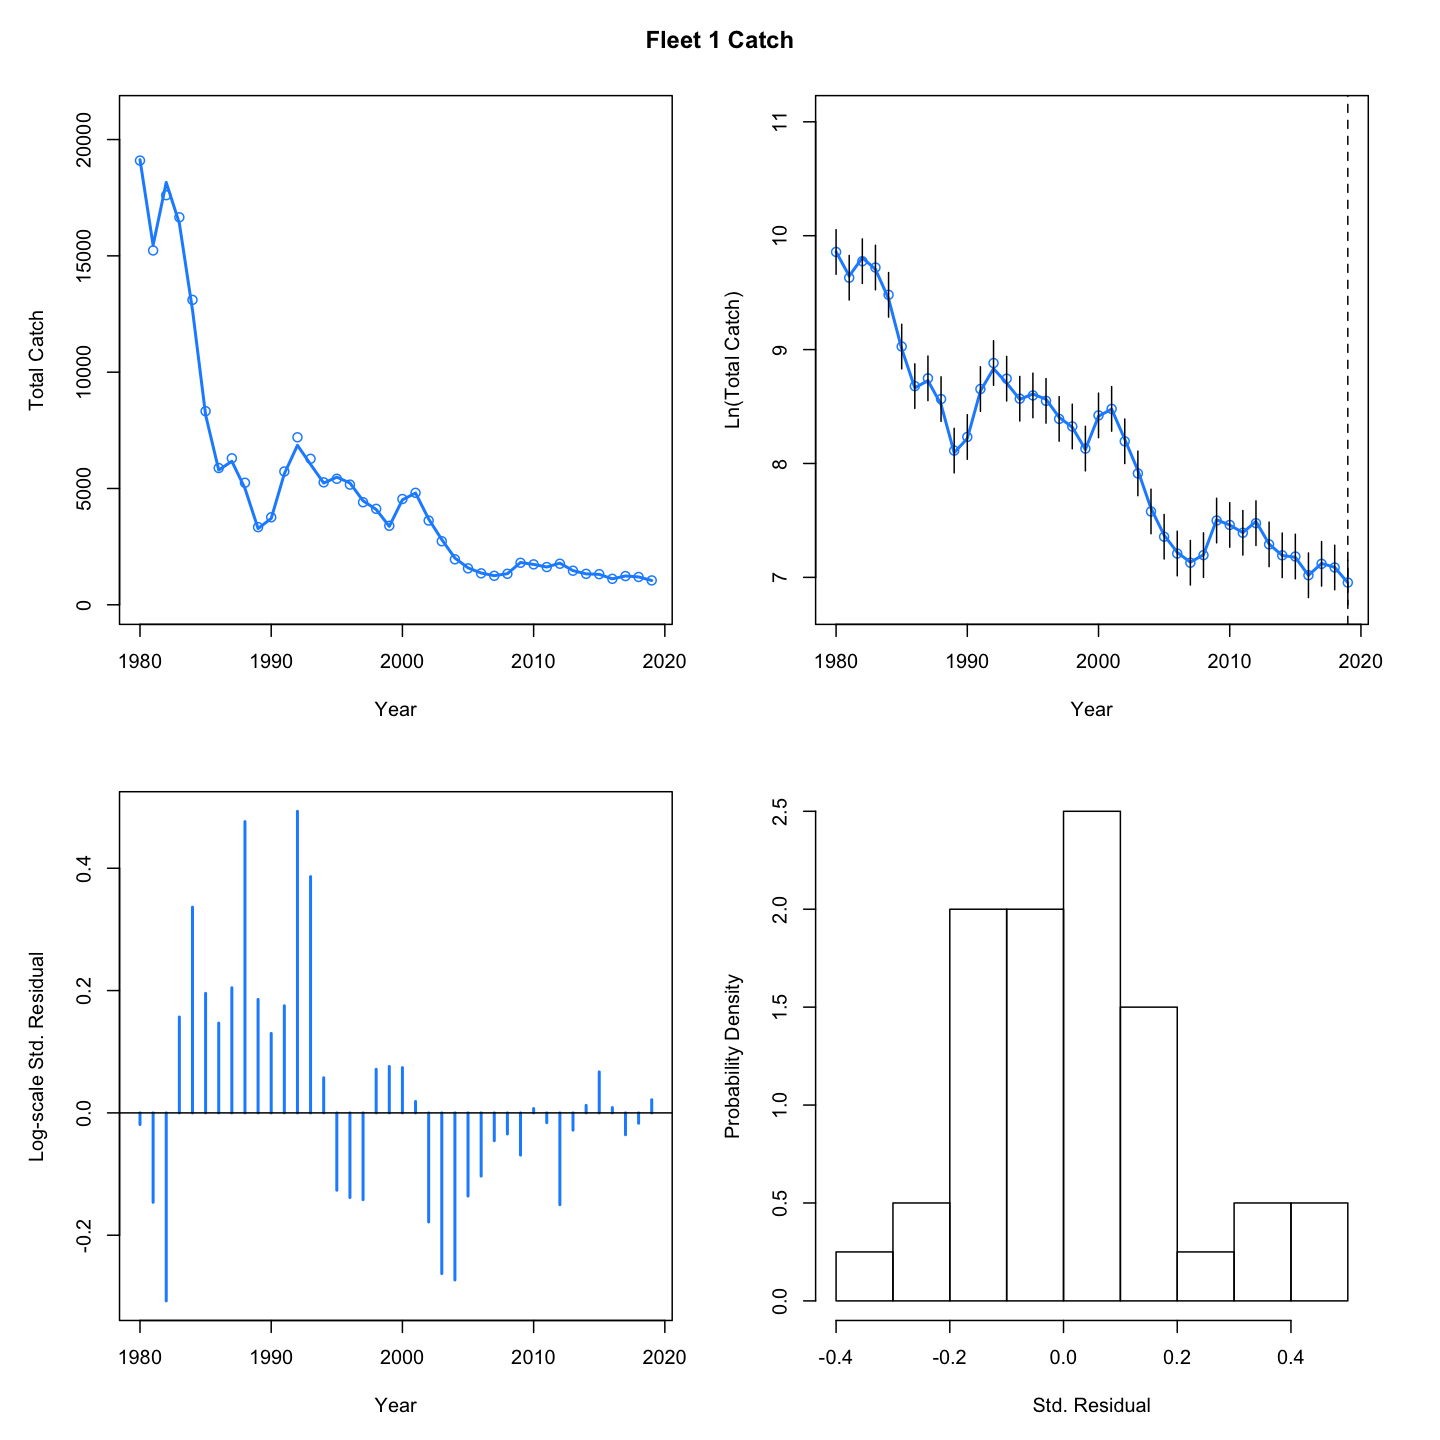 Fleet 1 Catch
Total Catch
20000
15000
10000
5000
0
1980 1990 2000 2010 2020
Year
Ln(Total Catch)
11
10
9
8
7
1980 1990 2000 2010 2020
Year
Log-scale Std. Residual
0.4
0.2
0.0
-0.2
1980 1990 2000 2010 2020
Year
Probability Density
2.5
2.0
1.5
1.0
0.5
0.0
-0.4 -0.2 0.0 0.2 0.4
Std. Residual